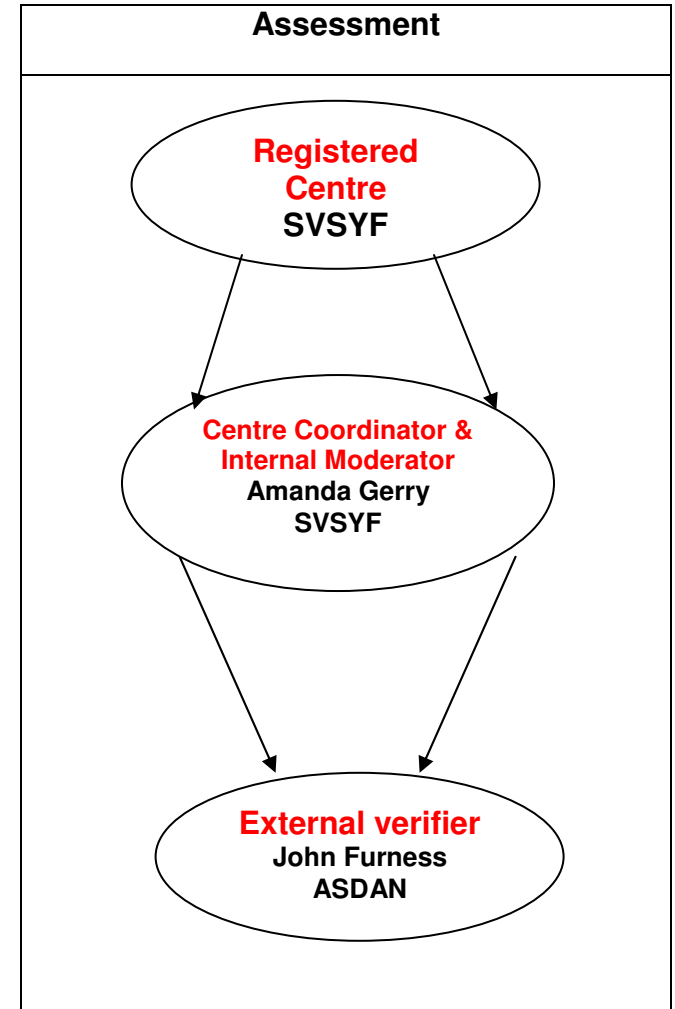 Assessment
Registered
Centre
SVSYF
Centre Coordinator &
Internal Moderator
Amanda Gerry
SVSYF
External verifier
John Furness
ASDAN